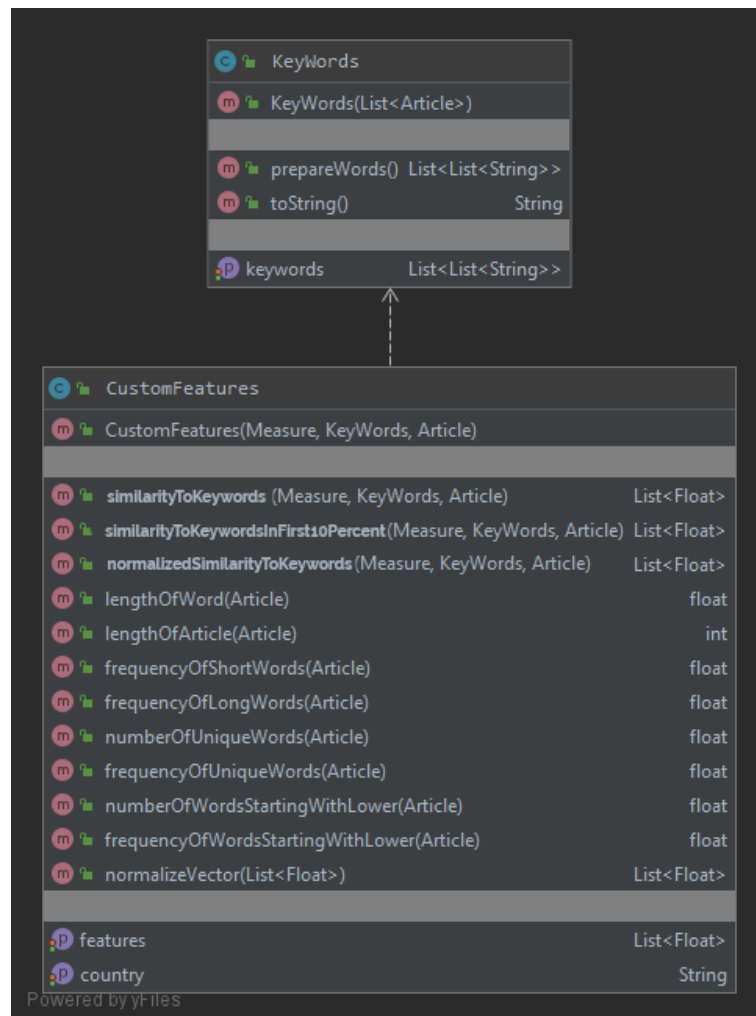 KeyWords
KeyWords(List<Article>)
prepareWords() List<List<String>>
toString() String
keywords List<List<String>>
CustomFeatures
CustomFeatures(Measure, KeyWords, Article)
similarityToKeywords (Measure, KeyWords, Article) List<Float>
similarityToKeywordsInFirst10Percent(Measure, KeyWords, Article) List<Float>
normalizedSimilarityToKeywords(Measure, KeyWords, Article) List<Float>
lengthOfWord(Article) float
lengthOfArticle(Article) int
frequencyOfShortWords(Article) float
frequencyOfLongWords(Article) float
numberOfUniqueWords(Article) float
frequencyOfUniqueWords(Article) float
numberOfWordsStartingWithLower(Article) float
frequencyOfWordsStartingWithLower(Article) float
normalizeVector(List<Float>) List<Float>
features List<Float>
country String
Powered by yFiles